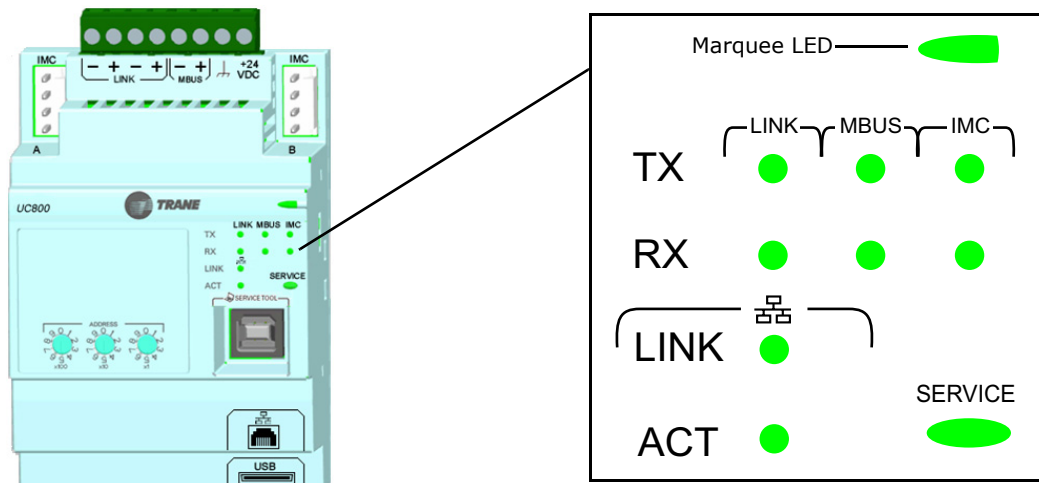 IMC
IMC
− + − + − + +24 VDC
LINK MBUS
A
B
UC800
TRANE
LINK MBUS IMC
TX
RX
LINK
ACT
SERVICE
SERVICE TOOL
ADDRESS
x100 x10 x1
USB
Marquee LED
LINK MBUS IMC
TX
RX
LINK
SERVICE
ACT